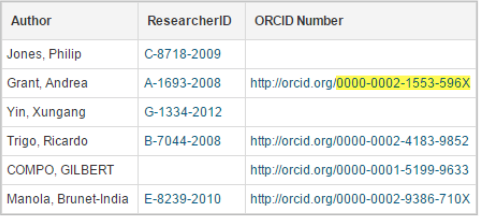 Author ResearcherID ORCID Number
Jones, Philip C-8718-2009
Grant, Andrea A-1693-2008 http://orcid.org/0000-0002-1553-596X
Yin, Xungang G-1334-2012
Trigo, Ricardo B-7044-2008 http://orcid.org/0000-0002-4183-9852
COMPO, GILBERT http://orcid.org/0000-0001-5199-9633
Manola, Brunet-India E-8239-2010 http://orcid.org/0000-0002-9386-710X